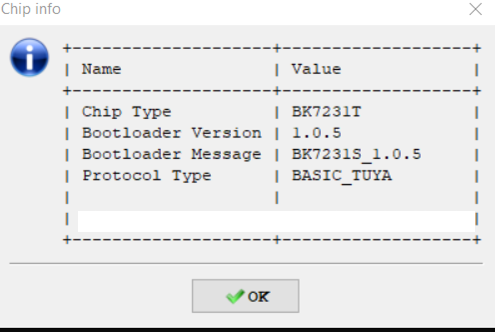 Chip info
+--------------------+-------------------+
| Name | Value |
+--------------------+-------------------+
| Chip Type | BK7231T |
| Bootloader Version | 1.0.5 |
| Bootloader Message | BK7231S_1.0.5 |
| Protocol Type | BASIC_TUYA |
| | |
| |
+--------------------+-------------------+
OK